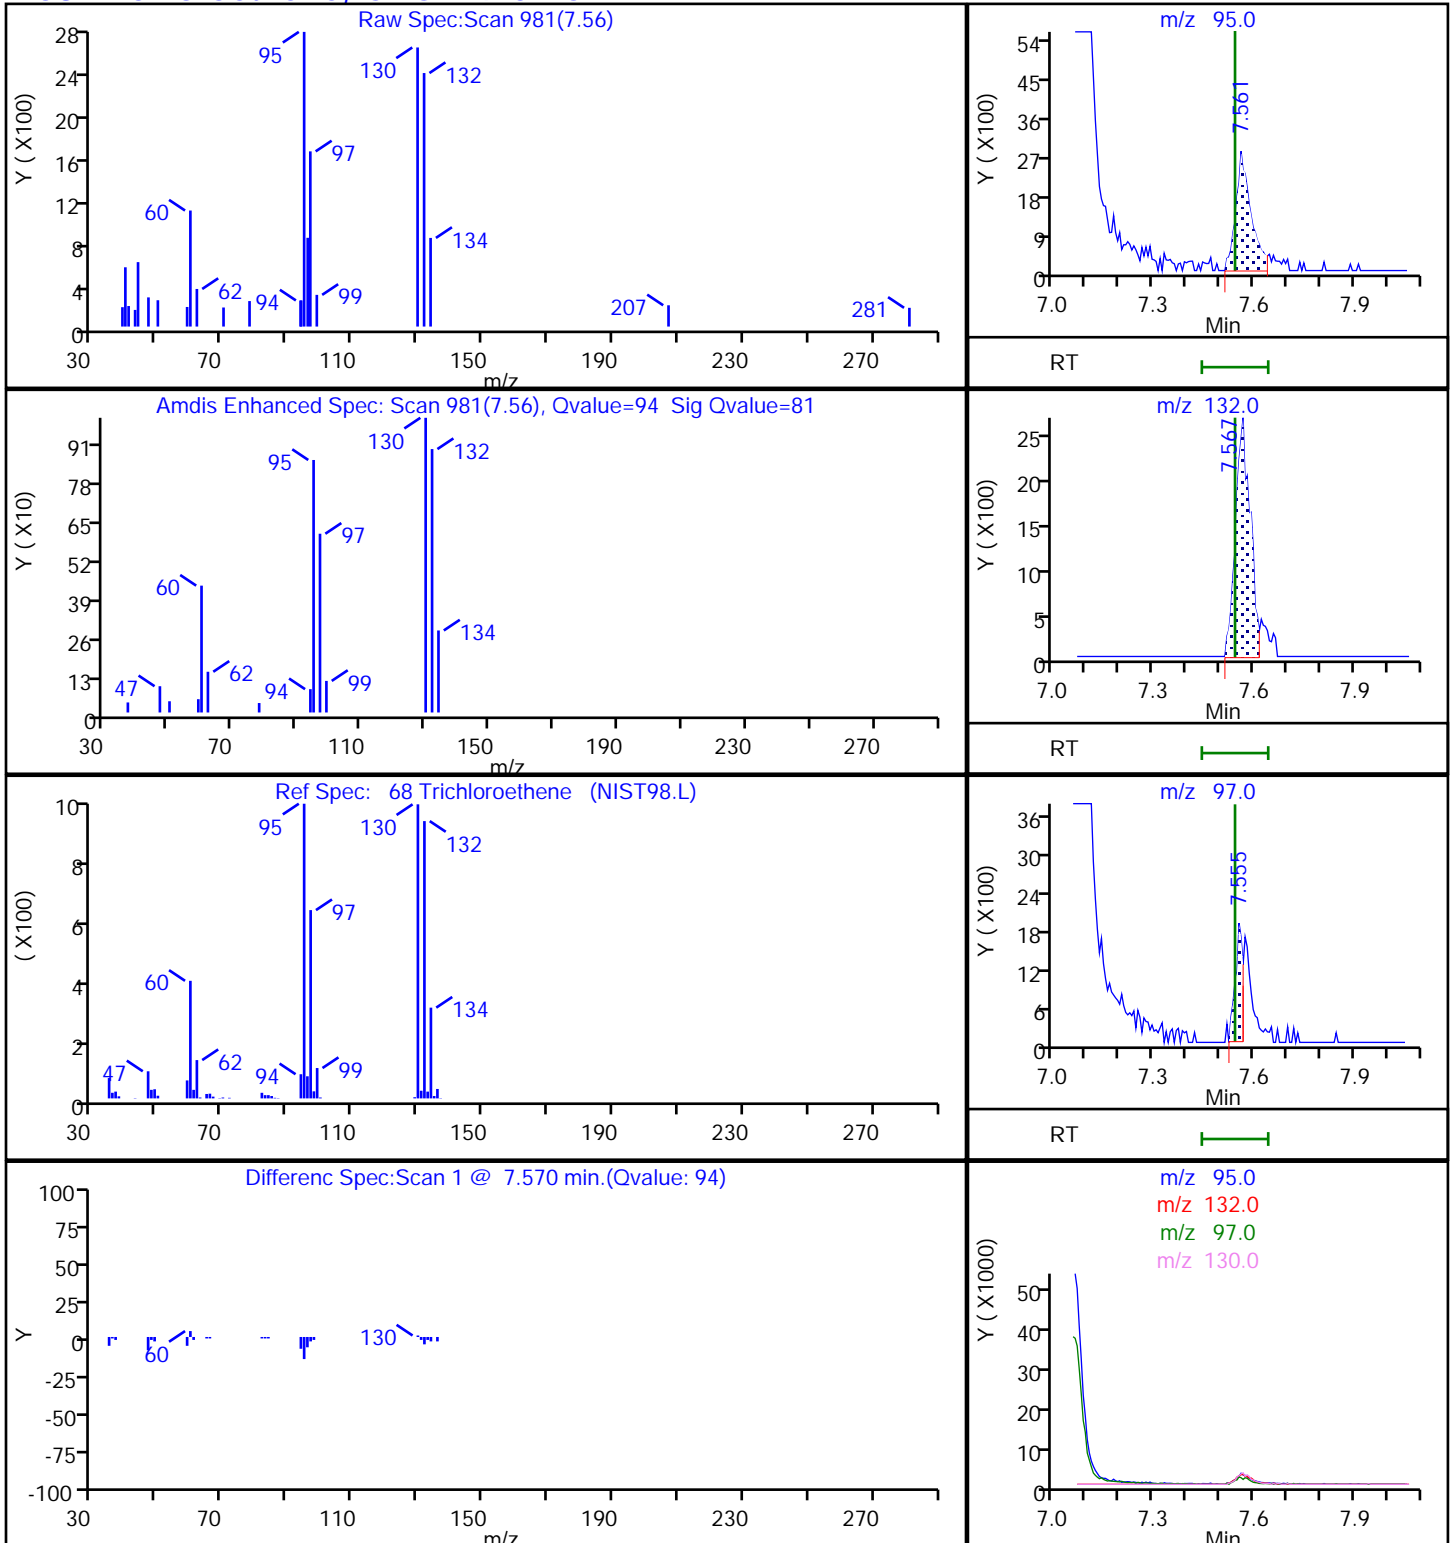 Raw Spec:Scan 981(7.56)
Y ( X100)
28
24
20
16
12
8
4
0
95
130
132
97
60
134
62
94
99
207
281
30 70 110 150 190 230 270
m/z
m/z 95.0
Y ( X100)
54
45
36
27
18
9
0
7.561
7.0 7.3 7.6 7.9
Min
RT
Amdis Enhanced Spec: Scan 981(7.56), Qvalue=94 Sig Qvalue=81
Y ( X10)
91
78
65
52
39
26
13
0
130
132
95
97
60
134
62
47
94
99
30 70 110 150 190 230 270
m/z
m/z 132.0
Y ( X100)
25
20
15
10
5
0
7.567
7.0 7.3 7.6 7.9
Min
RT
Ref Spec: 68 Trichloroethene (NIST98.L)
( X100)
10
8
6
4
2
0
95
130
132
97
60
134
62
47
94
99
30 70 110 150 190 230 270
m/z 97.0
Y ( X100)
36
30
24
18
12
6
0
7.555
7.0 7.3 7.6 7.9
Min
RT
Differenc Spec:Scan 1 @ 7.570 min.(Qvalue: 94)
Y
100
75
50
25
0
-25
-50
-75
-100
60
130
30 70 110 150 190 230 270
m/z
m/z 95.0
m/z 132.0
m/z 97.0
m/z 130.0
Y ( X1000)
50
40
30
20
10
0
7.0 7.3 7.6 7.9
Min